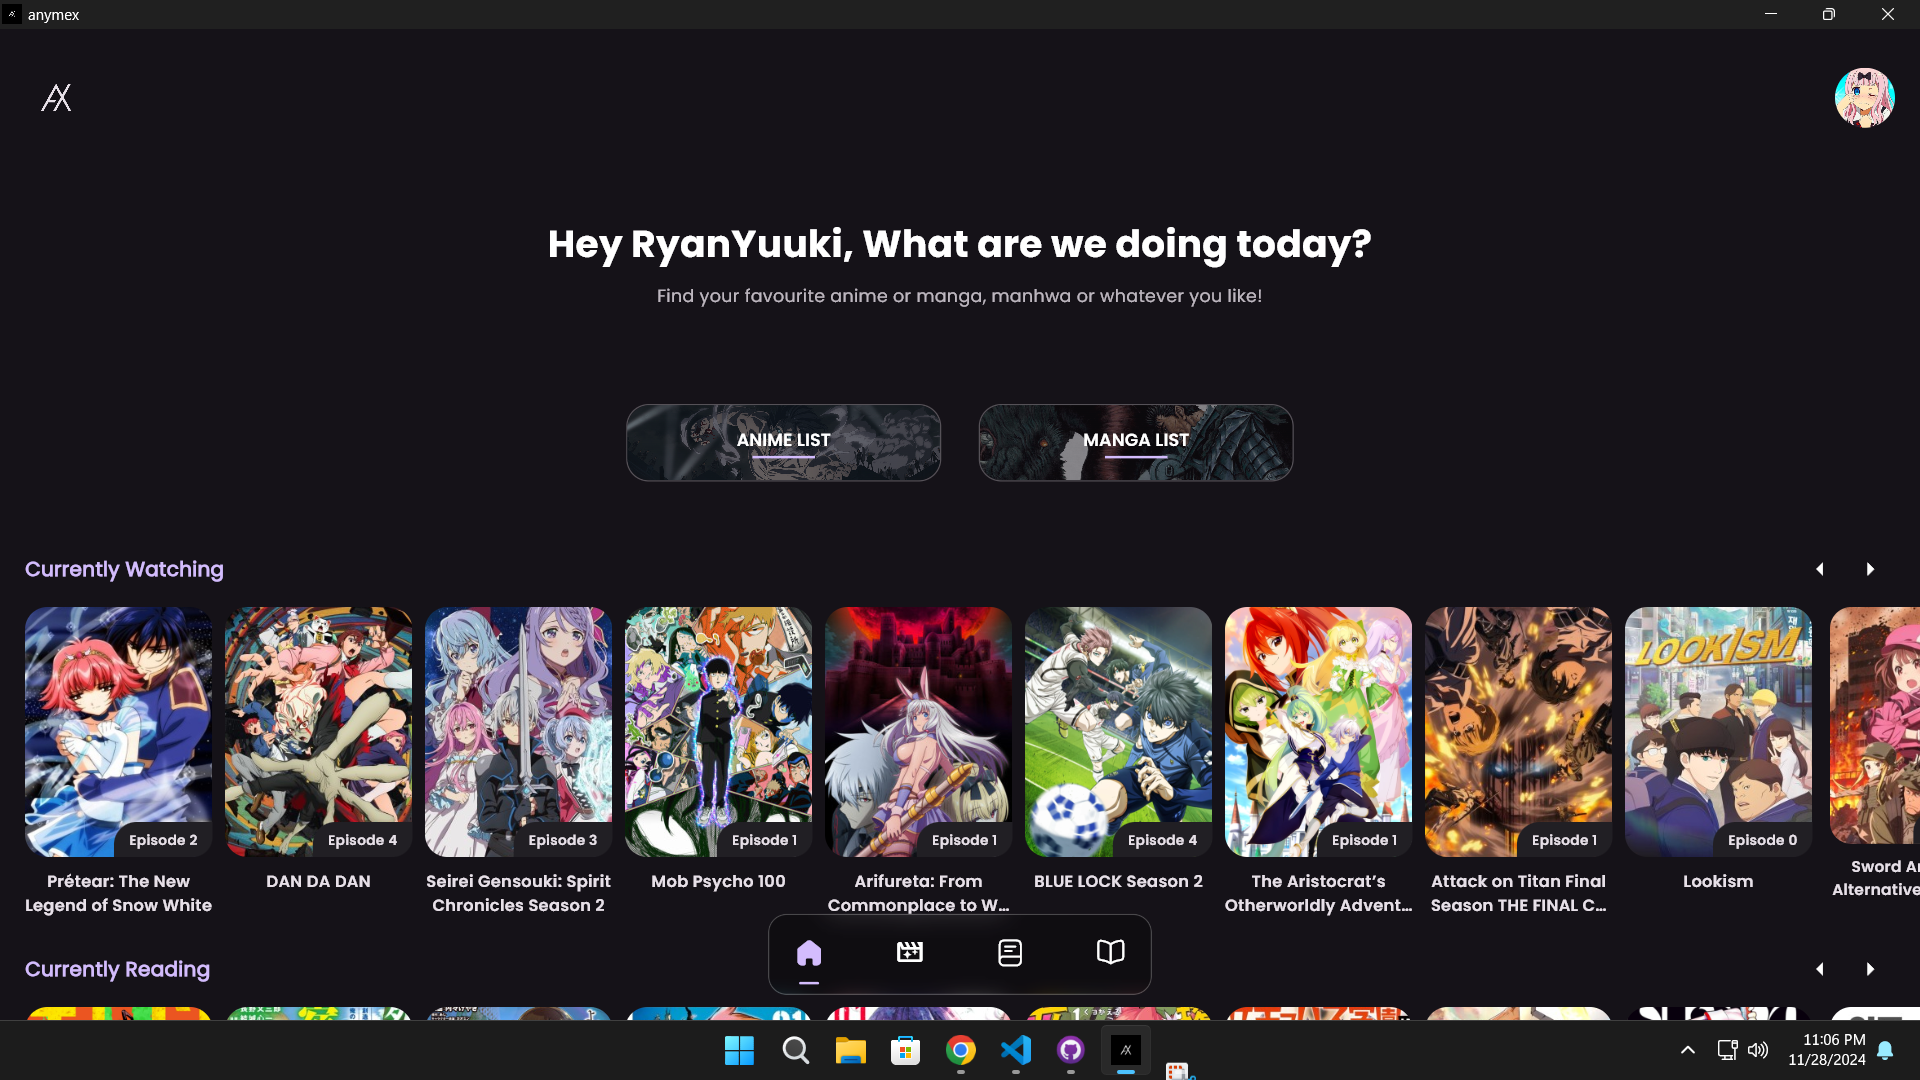 anymex
Hey RyanYuuki, What are we doing today?
Find your favourite anime or manga, manhwa or whatever you like!
ANIME LIST
MANGA LIST
Currently Watching
LOOKISM
Episode 2
Episode 4
Episode 3
Episode 1
Episode 1
Episode 4
Episode 1
Episode 1
Episode 0
Prétear: The New
Legend of Snow White
DAN DA DAN
Seirei Gensouki: Spirit
Chronicles Season 2
Mob Psycho 100
Arifureta: From
Commonplace to W...
BLUE LOCK Season 2
The Aristocrat’s
Otherworldly Advent...
Attack on Titan Final
Season THE FINAL C...
Lookism
Sword Ar
Alternative
Currently Reading
11:06 PM
11/28/2024